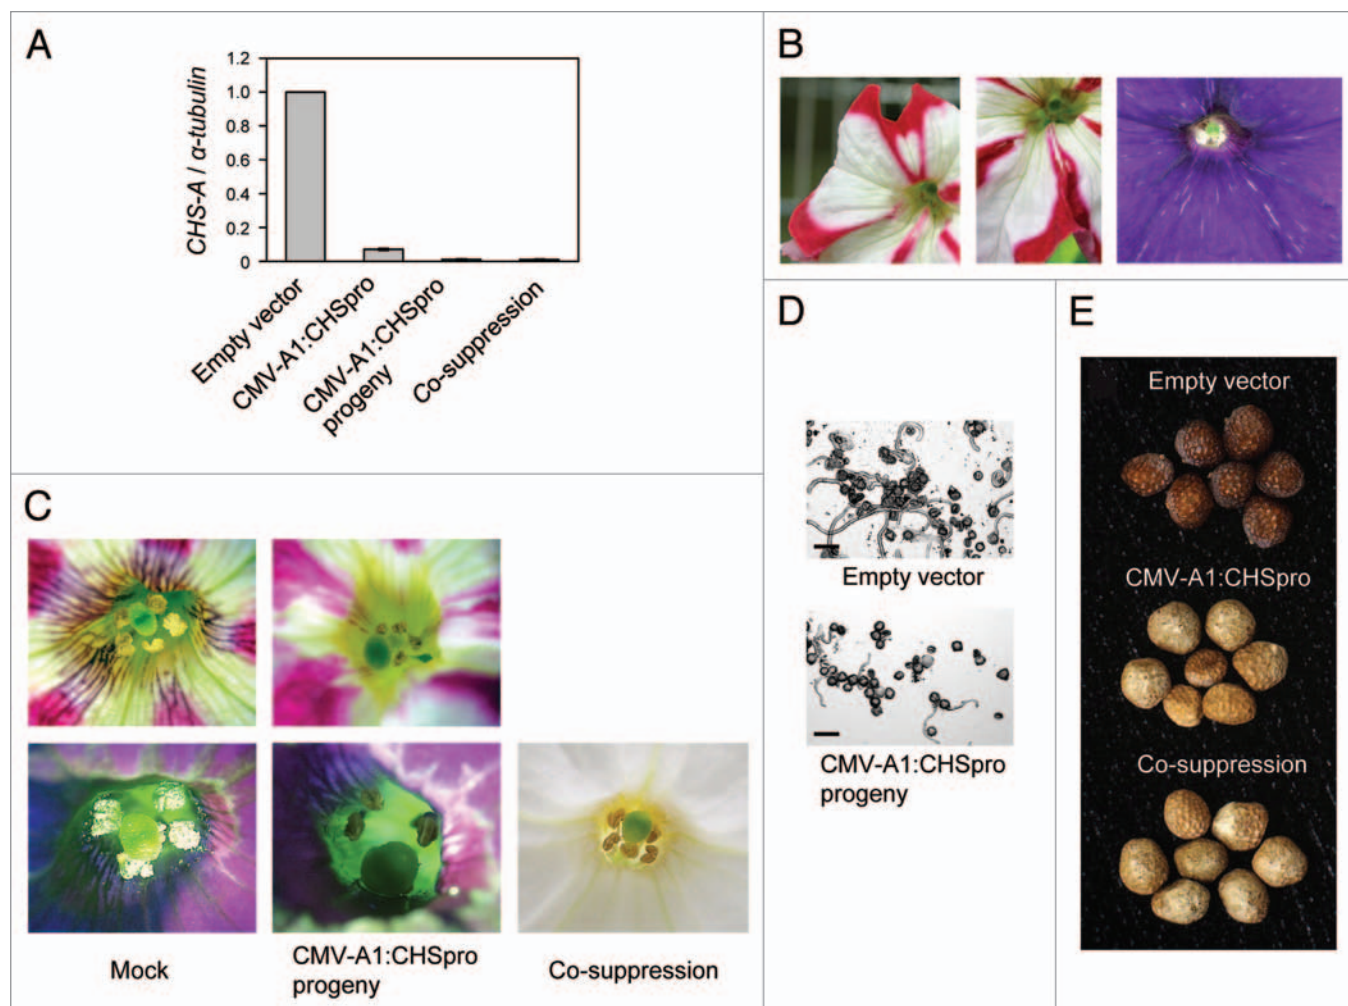 A
CHS-A / α-tubulin
1.2
1.0
0.8
0.6
0.4
0.2
0
Empty vector
CMV-A1:CHSpro
CMV-A1:CHSpro
progeny
Co-suppression
B
C
Mock
CMV-A1:CHSpro
progeny
Co-suppression
D
Empty vector
CMV-A1:CHSpro
progeny
E
Empty vector
CMV-A1:CHSpro
Co-suppression